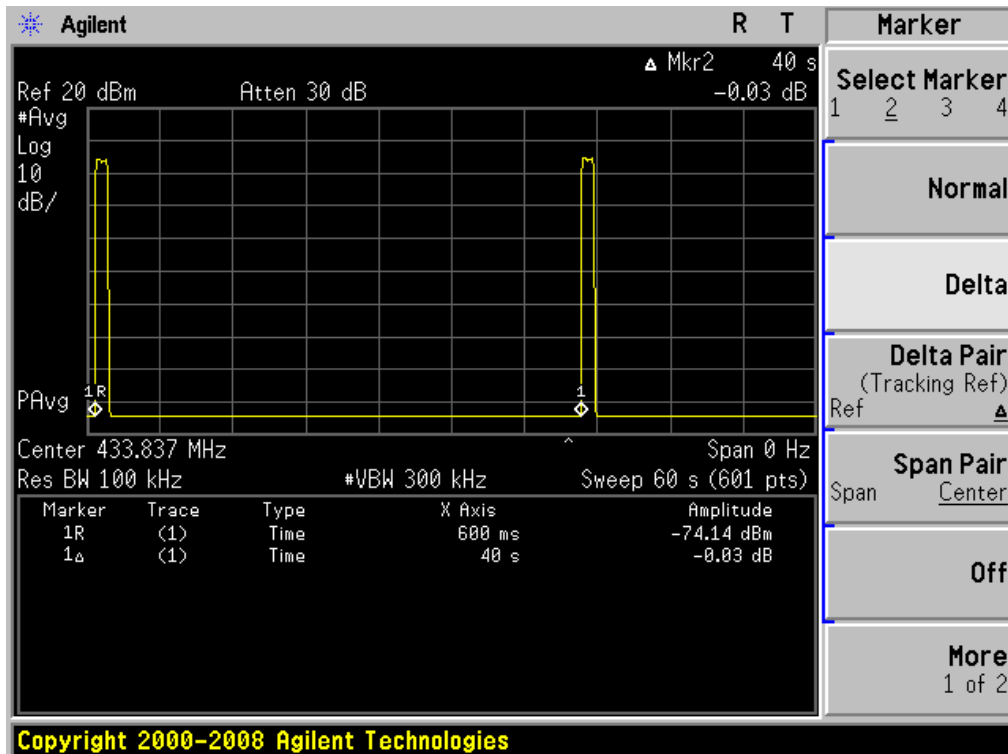 Agilent R T
Δ Mkr2 40 s
Ref 20 dBm Atten 30 dB -0.03 dB
#Avg
Log
10
dB/
1R 1
PAvg
Center 433.837 MHz ^ Span 0 Hz
Res BW 100 kHz #VBW 300 kHz Sweep 60 s (601 pts)
Marker Trace Type X Axis Amplitude
1R (1) Time 600 ms -74.14 dBm
1Δ (1) Time 40 s -0.03 dB
Copyright 2000-2008 Agilent Technologies
Marker
Select Marker
1 2 3 4
Normal
Delta
Delta Pair
(Tracking Ref)
Ref Δ
Span Pair
Span Center
Off
More
1 of 2